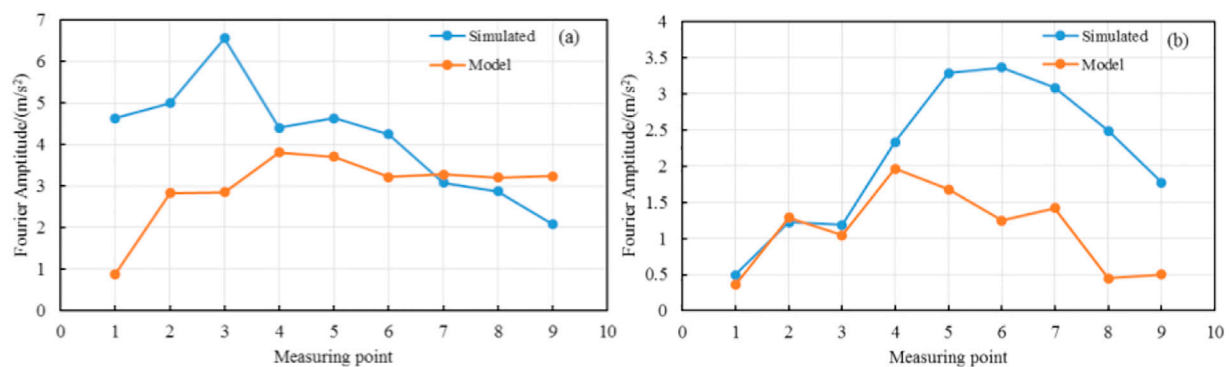 7
6
5
4
3
2
1
0
Fourier Amplitude/(m/s²)
Simulated
Model
(a)
0 1 2 3 4 5 6 7 8 9 10
Measuring point
4
3.5
3
2.5
2
1.5
1
0.5
0
Fourier Amplitude/(m/s²)
Simulated
Model
(b)
0 1 2 3 4 5 6 7 8 9 10
Measuring point